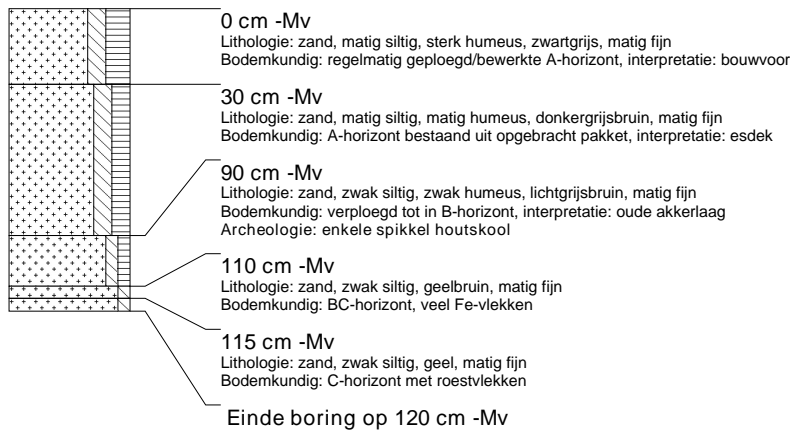 0 cm -Mv
Lithologie: zand, matig siltig, sterk humeus, zwartgrijs, matig fijn
Bodemkundig: regelmatig geploegd/bewerkte A-horizont, interpretatie: bouwvoor
30 cm -Mv
Lithologie: zand, matig siltig, matig humeus, donkergrijsbruin, matig fijn
Bodemkundig: A-horizont bestaand uit opgebracht pakket, interpretatie: esdek
90 cm -Mv
Lithologie: zand, zwak siltig, zwak humeus, lichtgrijsbruin, matig fijn
Bodemkundig: verploegd tot in B-horizont, interpretatie: oude akkerlaag
Archeologie: enkele spikkel houtskool
110 cm -Mv
Lithologie: zand, zwak siltig, geelbruin, matig fijn
Bodemkundig: BC-horizont, veel Fe-vlekken
115 cm -Mv
Lithologie: zand, zwak siltig, geel, matig fijn
Bodemkundig: C-horizont met roestvlekken
Einde boring op 120 cm -Mv